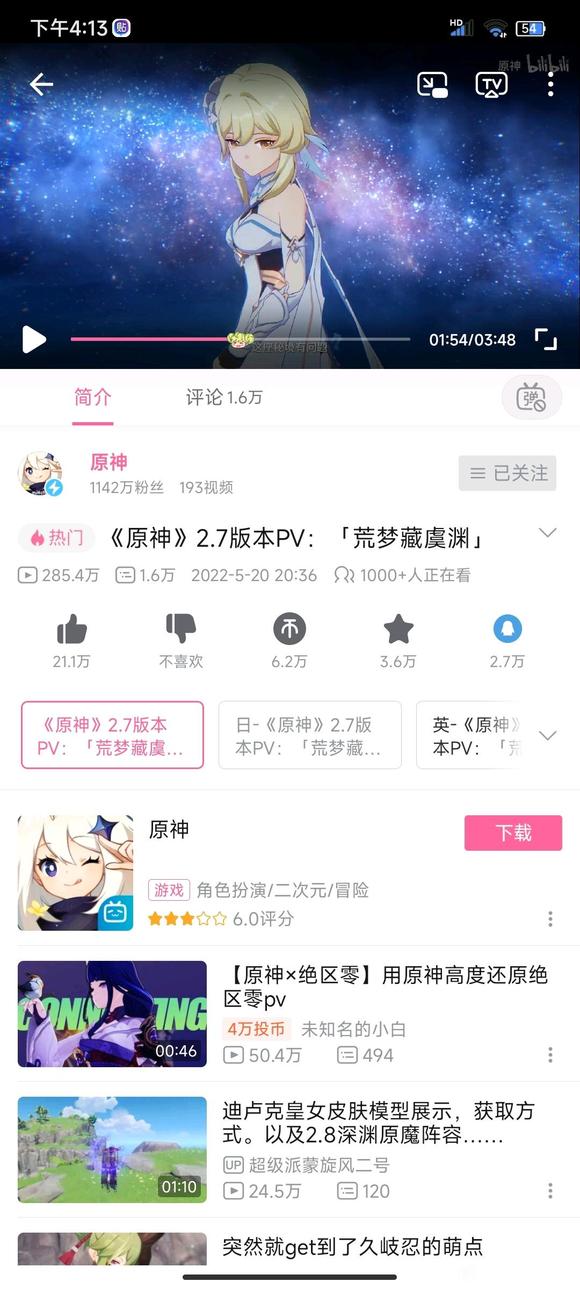 下午4:13
贴
HD
54
原神 bilibili
TV
这样秘境有问题
01:54/03:48
简介
评论 1.6万
弹
原神
1142万粉丝 193视频
已关注
热门 《原神》2.7版本PV：「荒梦藏虞渊」
285.4万 1.6万 2022-5-20 20:36 1000+人正在看
21.1万 不喜欢 6.2万 3.6万 2.7万
《原神》2.7版本
PV：「荒梦藏虞...
日-《原神》2.7版
本PV：「荒梦藏...
英-《原神》
本PV：「荒
原神
下载
游戏 角色扮演/二次元/冒险
6.0评分
00:46
【原神×绝区零】用原神高度还原绝
区零pv
4万投币 未知名的小白
50.4万 494
01:10
迪卢克皇女皮肤模型展示，获取方
式。以及2.8深渊原魔阵容......
UP 超级派蒙旋风二号
24.5万 120
突然就get到了久岐忍的萌点